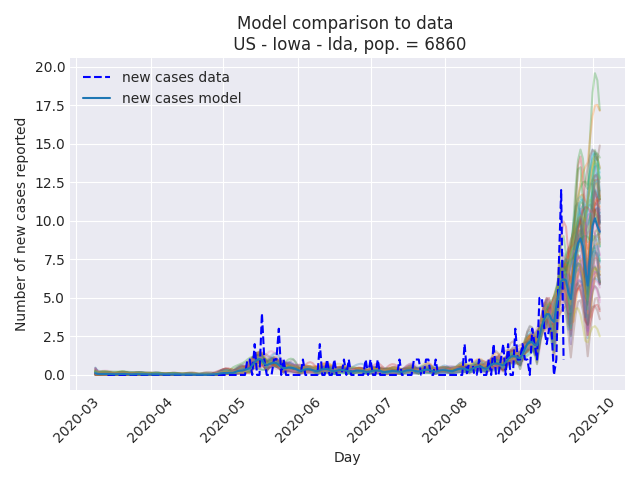 Model comparison to data
US - Iowa - Ida, pop. = 6860
new cases data
new cases model
Number of new cases reported
20.0
17.5
15.0
12.5
10.0
7.5
5.0
2.5
0.0
2020-03
2020-04
2020-05
2020-06
2020-07
2020-08
2020-09
2020-10
Day